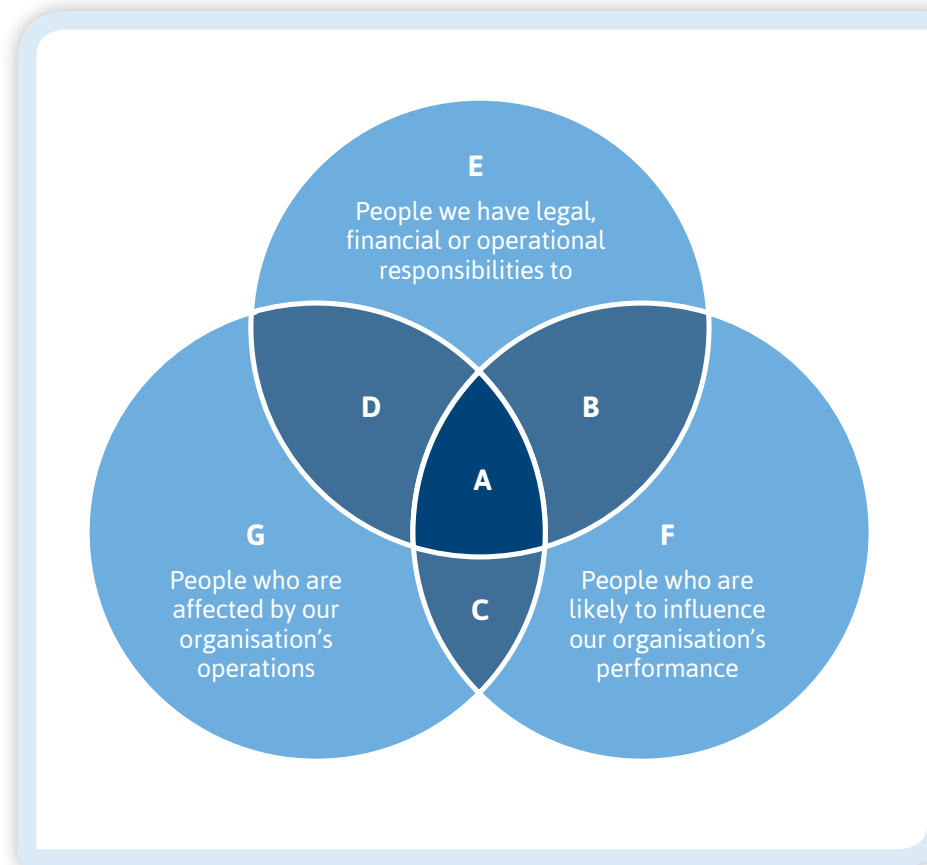 E
People we have legal,
financial or operational
responsibilities to
D
B
A
G
People who are
affected by our
organisation's
operations
F
People who are
likely to influence
our organisation's
performance
C